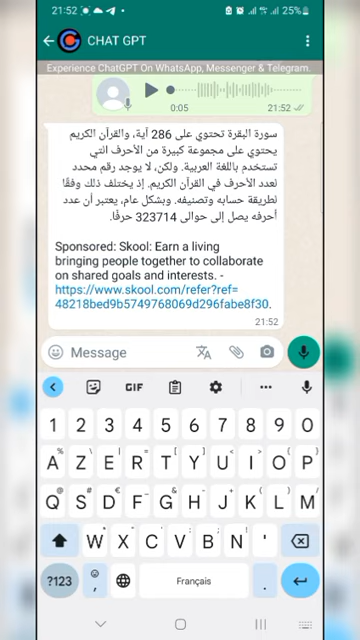 21:52
25%
CHAT GPT
Experience ChatGPT On WhatsApp, Messenger & Telegram.
0:05
21:52
سورة البقرة تحتوي على 286 آية، والقرآن الكريم
يحتوي على مجموعة كبيرة من الأحرف التي
تستخدم باللغة العربية. ولكن، لا يوجد رقم محدد
لعدد الأحرف في القرآن الكريم. إذ يختلف ذلك وفقًا
لطريقة حسابه وتصنيفه. وبشكل عام، يعتبر أن عدد
أحرفه يصل إلى حوالى 323714 حرفًا.
Sponsored: Skool: Earn a living
bringing people together to collaborate
on shared goals and interests. -
https://www.skool.com/refer?ref=
48218bed9b5749768069d296fabe8f30.
21:52
Message
GIF
1 2 3 4 5 6 7 8 9 0
A Z E R T Y U I O P
Q S D F G H J K L M
W X C V B N '
?123 , Français .